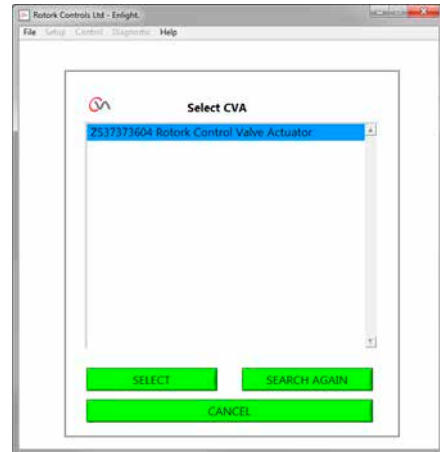 Rotork Controls Ltd - Enlight.
File Setup Control Diagnostic Help
Select CVA
Z537373604 Rotork Control Valve Actuator
SELECT
SEARCH AGAIN
CANCEL